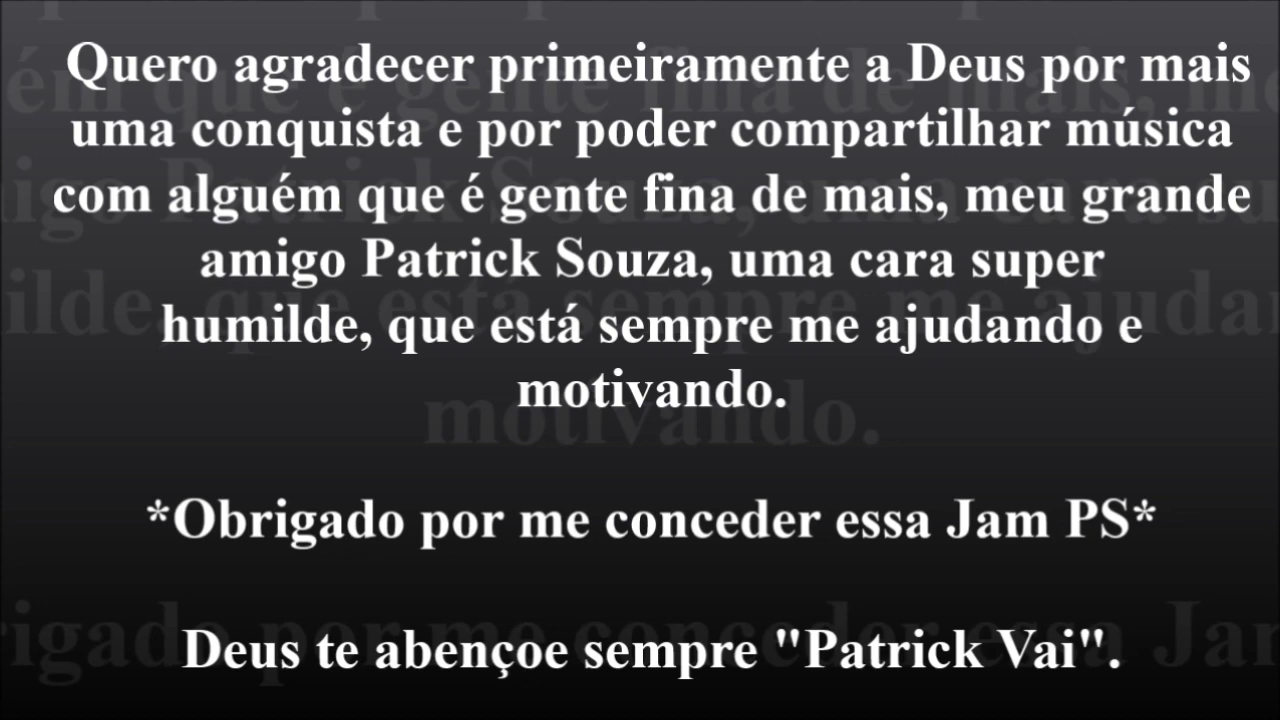 Quero agradecer primeiramente a Deus por mais
uma conquista e por poder compartilhar música
com alguém que é gente fina de mais, meu grande
amigo Patrick Souza, uma cara super
humilde, que está sempre me ajudando e
motivando.
*Obrigado por me conceder essa Jam PS*
Deus te abençoe sempre "Patrick Vai".